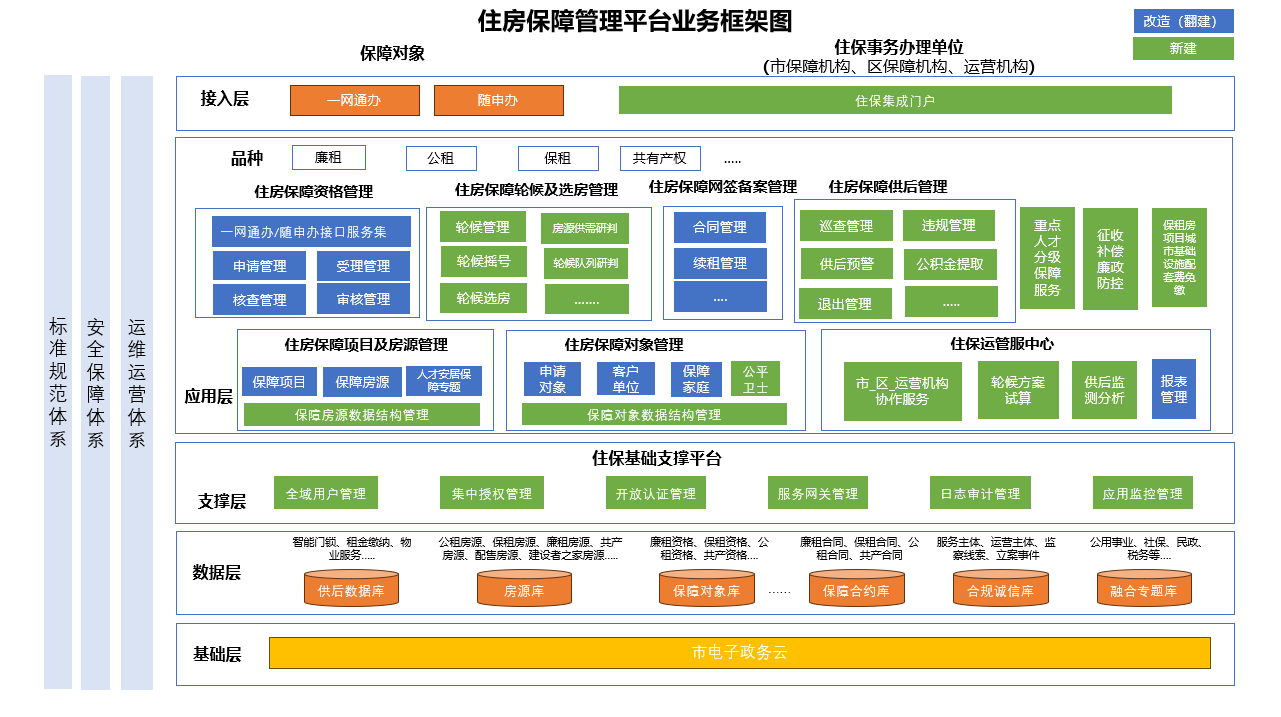 住房保障管理平台业务框架图
改造（翻建）
新建
保障对象
住保事务办理单位
(市保障机构、区保障机构、运营机构)
标准规范体系
安全保障体系
运维运营体系
接入层
一网通办
随申办
住保集成门户
应用层
品种
廉租
公租
保租
共有产权
.....
住房保障资格管理
一网通办/随申办接口服务集
申请管理
受理管理
核查管理
审核管理
住房保障轮候及选房管理
轮候管理
房源供需研判
轮候摇号
轮候队列研判
轮候选房
.......
住房保障网签备案管理
合同管理
续租管理
....
住房保障供后管理
巡查管理
违规管理
供后预警
公积金提取
退出管理
.....
重点
人才
分级
保障
服务
征收
补偿
廉政
防控
保租房
项目城
市基础
设施配
套费免
缴
住房保障项目及房源管理
保障项目
保障房源
人才安居保
障专题
保障房源数据结构管理
住房保障对象管理
申请
对象
客户
单位
保障
家庭
公平
卫士
保障对象数据结构管理
住保运管服中心
市_区_运营机构
协作服务
轮候方案
试算
供后监
测分析
报表
管理
支撑层
住保基础支撑平台
全域用户管理
集中授权管理
开放认证管理
服务网关管理
日志审计管理
应用监控管理
数据层
智能门锁、租金缴纳、物
业服务.....
供后数据库
公租房源、保租房源、廉租房源、共产
房源、配售房源、建设者之家房源.....
房源库
廉租资格、保租资格、公
租资格、共产资格....
保障对象库
......
廉租合同、保租合同、公
租合同、共产合同
保障合约库
服务主体、运营主体、监
察线索、立案事件
合规诚信库
公用事业、社保、民政、
税务等....
融合专题库
基础层
市电子政务云